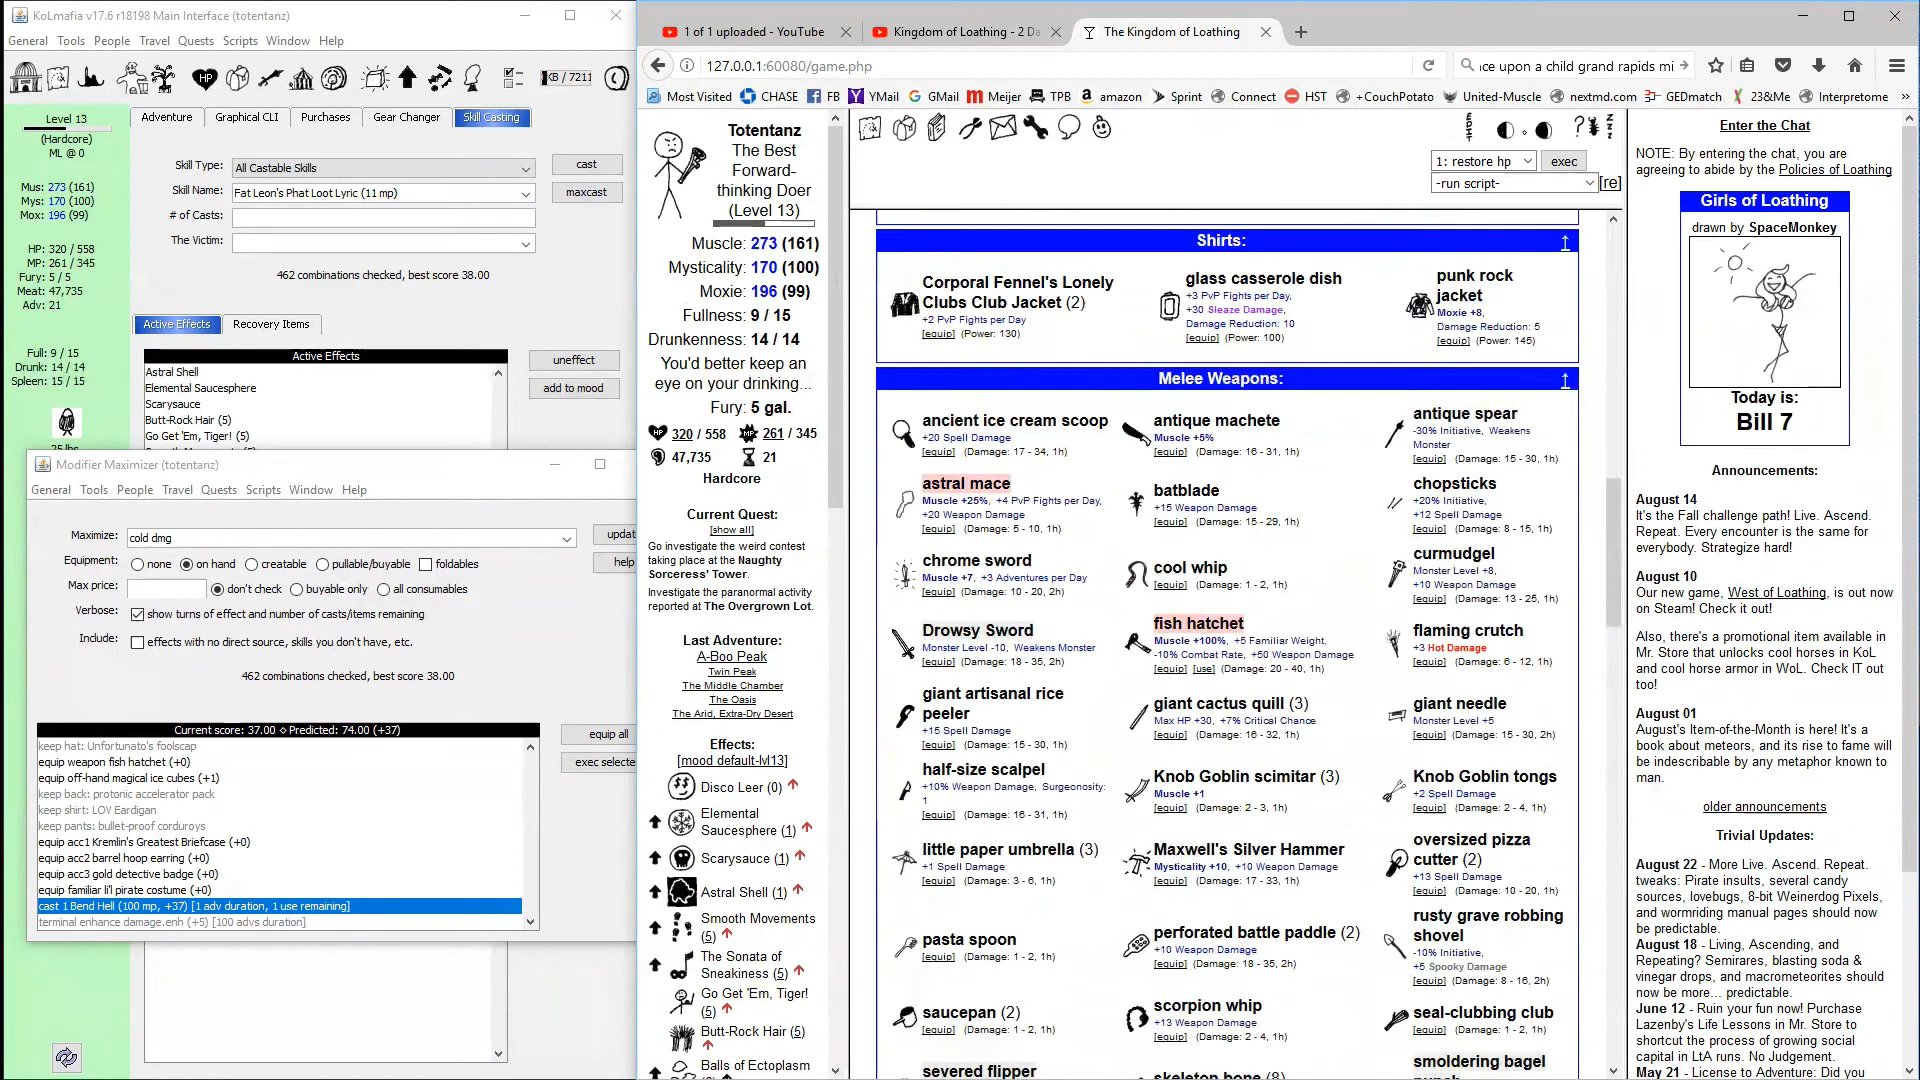 KoLmafia v17.6 r18198 Main Interface (totentanz)
General Tools People Travel Quests Scripts Window Help
HP
KB / 7211
Level 13
(Hardcore)
ML @ 0
Mus: 273 (161)
Mys: 170 (100)
Mox: 196 (99)
HP: 320 / 558
MP: 261 / 345
Fury: 5 / 5
Meat: 47,735
Adv: 21
Full: 9 / 15
Drunk: 14 / 14
Spleen: 15 / 15
Adventure Graphical CLI Purchases Gear Changer Skill Casting
Skill Type: All Castable Skills cast
Skill Name: Fat Leon's Phat Loot Lyric (11 mp) maxcast
# of Casts:
The Victim:
462 combinations checked, best score 38.00
Active Effects Recovery Items
Active Effects
Astral Shell
Elemental Saucesphere
Scarysauce
Butt-Rock Hair (5)
Go Get 'Em, Tiger! (5)
uneffect
add to mood
Modifier Maximizer (totentanz)
General Tools People Travel Quests Scripts Window Help
Maximize: cold dmg
Equipment: none on hand creatable pullable/buyable foldables
help
Max price: don't check buyable only all consumables
Verbose: show turns of effect and number of casts/items remaining
Include: effects with no direct source, skills you don't have, etc.
462 combinations checked, best score 38.00
Current score: 37.00 ◇ Predicted: 74.00 (+37)
keep hat: Unfortunato's foolscap
equip weapon fish hatchet (+0)
equip off-hand magical ice cubes (+1)
keep back: protonic accelerator pack
keep shirt: LOV Eardigan
keep pants: bullet-proof corduroys
equip acc1 Kremlin's Greatest Briefcase (+0)
equip acc2 barrel hoop earring (+0)
equip acc3 gold detective badge (+0)
equip familiar li'l pirate costume (+0)
cast 1 Bend Hell (100 mp, +37) [1 adv duration, 1 use remaining]
terminal enhance damage.enh (+5) [100 advs duration]
equip all
exec selecte
1 of 1 uploaded - YouTube
Kingdom of Loathing - 2 Da
The Kingdom of Loathing
127.0.0.1:60080/game.php
ce upon a child grand rapids mi
Most Visited CHASE FB YMail GMail Meijer TPB amazon Sprint Connect HST +CouchPotato United-Muscle nextmd.com GEDmatch 23&Me Interpretome
Totentanz
The Best
Forward-
thinking Doer
(Level 13)
Muscle: 273 (161)
Mysticality: 170 (100)
Moxie: 196 (99)
Fullness: 9 / 15
Drunkenness: 14 / 14
You'd better keep an
eye on your drinking...
Fury: 5 gal.
320 / 558 261 / 345
47,735 21
Hardcore
Current Quest:
[show all]
Go investigate the weird contest
taking place at the Naughty
Sorceress' Tower.
Investigate the paranormal activity
reported at The Overgrown Lot.
Last Adventure:
A-Boo Peak
Twin Peak
The Middle Chamber
The Oasis
The Arid, Extra-Dry Desert
Effects:
[mood default-lvl13]
Disco Leer (0)
Elemental
Saucesphere (1)
Scarysauce (1)
Astral Shell (1)
Smooth Movements
(5)
The Sonata of
Sneakiness (5)
Go Get 'Em, Tiger!
(5)
Butt-Rock Hair (5)
Balls of Ectoplasm
1: restore hp exec
-run script- [re]
Shirts:
Corporal Fennel's Lonely
Clubs Club Jacket (2)
+2 PvP Fights per Day
[equip] (Power: 130)
glass casserole dish
+3 PvP Fights per Day,
+30 Sleaze Damage,
Damage Reduction: 10
[equip] (Power: 100)
punk rock
jacket
Moxie +8,
Damage Reduction: 5
[equip] (Power: 145)
Melee Weapons:
ancient ice cream scoop
+20 Spell Damage
[equip] (Damage: 17 - 34, 1h)
antique machete
Muscle +5%
[equip] (Damage: 16 - 31, 1h)
antique spear
-30% Initiative, Weakens
Monster
[equip] (Damage: 15 - 30, 1h)
astral mace
Muscle +25%, +4 PvP Fights per Day,
+20 Weapon Damage
[equip] (Damage: 5 - 10, 1h)
batblade
+15 Weapon Damage
[equip] (Damage: 15 - 29, 1h)
chopsticks
+20% Initiative,
+12 Spell Damage
[equip] (Damage: 8 - 15, 1h)
chrome sword
Muscle +7, +3 Adventures per Day
[equip] (Damage: 10 - 20, 2h)
cool whip
[equip] (Damage: 1 - 2, 1h)
curmudgel
Monster Level +8,
+10 Weapon Damage
[equip] (Damage: 13 - 25, 1h)
Drowsy Sword
Monster Level -10, Weakens Monster
[equip] (Damage: 18 - 35, 2h)
fish hatchet
Muscle +100%, +5 Familiar Weight,
-10% Combat Rate, +50 Weapon Damage
[equip] [use] (Damage: 20 - 40, 1h)
flaming crutch
+3 Hot Damage
[equip] (Damage: 6 - 12, 1h)
giant artisanal rice
peeler
+15 Spell Damage
[equip] (Damage: 15 - 30, 1h)
giant cactus quill (3)
Max HP +30, +7% Critical Chance
[equip] (Damage: 16 - 32, 1h)
giant needle
Monster Level +5
[equip] (Damage: 15 - 30, 2h)
half-size scalpel
+10% Weapon Damage, Surgeonosity:
1
[equip] (Damage: 16 - 31, 1h)
Knob Goblin scimitar (3)
Muscle +1
[equip] (Damage: 2 - 3, 1h)
Knob Goblin tongs
+2 Spell Damage
[equip] (Damage: 2 - 4, 1h)
little paper umbrella (3)
+1 Spell Damage
[equip] (Damage: 3 - 6, 1h)
Maxwell's Silver Hammer
Mysticality +10, +10 Weapon Damage
[equip] (Damage: 17 - 33, 1h)
oversized pizza
cutter (2)
+13 Spell Damage
[equip] (Damage: 10 - 20, 1h)
pasta spoon
[equip] (Damage: 1 - 2, 1h)
perforated battle paddle (2)
+10 Weapon Damage
[equip] (Damage: 18 - 35, 2h)
rusty grave robbing
shovel
-10% Initiative,
+5 Spooky Damage
[equip] (Damage: 8 - 16, 2h)
saucepan (2)
[equip] (Damage: 1 - 2, 1h)
scorpion whip
+13 Weapon Damage
[equip] (Damage: 2 - 4, 1h)
seal-clubbing club
[equip] (Damage: 1 - 2, 1h)
severed flipper
skeleton bone (8)
smoldering bagel
Enter the Chat
NOTE: By entering the chat, you are
agreeing to abide by the Policies of Loathing
Girls of Loathing
drawn by SpaceMonkey
Today is:
Bill 7
Announcements:
August 14
It's the Fall challenge path! Live. Ascend.
Repeat. Every encounter is the same for
everybody. Strategize hard!
August 10
Our new game, West of Loathing, is out now
on Steam! Check it out!
Also, there's a promotional item available in
Mr. Store that unlocks cool horses in KoL
and cool horse armor in WoL. Check IT out
too!
August 01
August's Item-of-the-Month is here! It's a
book about meteors, and its rise to fame will
be indescribable by any metaphor known to
man.
older announcements
Trivial Updates:
August 22 - More Live. Ascend. Repeat.
tweaks: Pirate insults, several candy
sources, lovebugs, 8-bit Weinerdog Pixels,
and wormriding manual pages should now
be predictable.
August 18 - Living, Ascending, and
Repeating? Semirares, blasting soda &
vinegar drops, and macrometeorites should
now be more... predictable.
June 12 - Ruin your fun now! Purchase
Lazenby's Life Lessons in Mr. Store to
shortcut the process of growing social
capital in LtA runs. No Judgement.
May 21 - License to Adventure: Did you